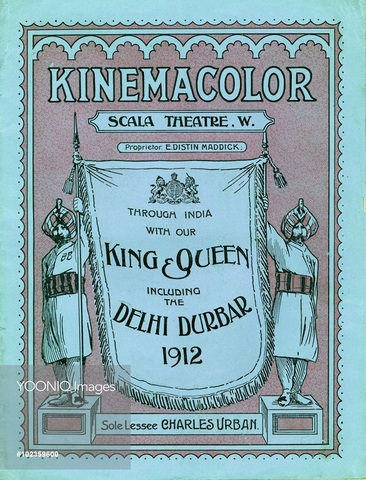 KINEMACOLOR
SCALA THEATRE. W.
Proprietor. E. DISTIN MADDICK.
THROUGH INDIA
WITH OUR
KING & QUEEN
INCLUDING
THE
DELHI DURBAR
1912
Sole Lessee CHARLES URBAN.
YOONIQ Images
#102359600